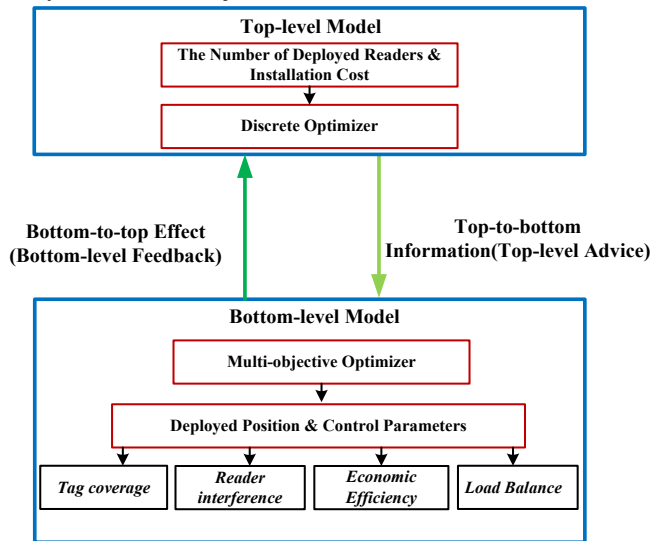 Top-level Model
The Number of Deployed Readers &
Installation Cost
Discrete Optimizer
Bottom-to-top Effect
(Bottom-level Feedback)
Top-to-bottom
Information(Top-level Advice)
Bottom-level Model
Multi-objective Optimizer
Deployed Position & Control Parameters
Tag coverage
Reader
interference
Economic
Efficiency
Load Balance